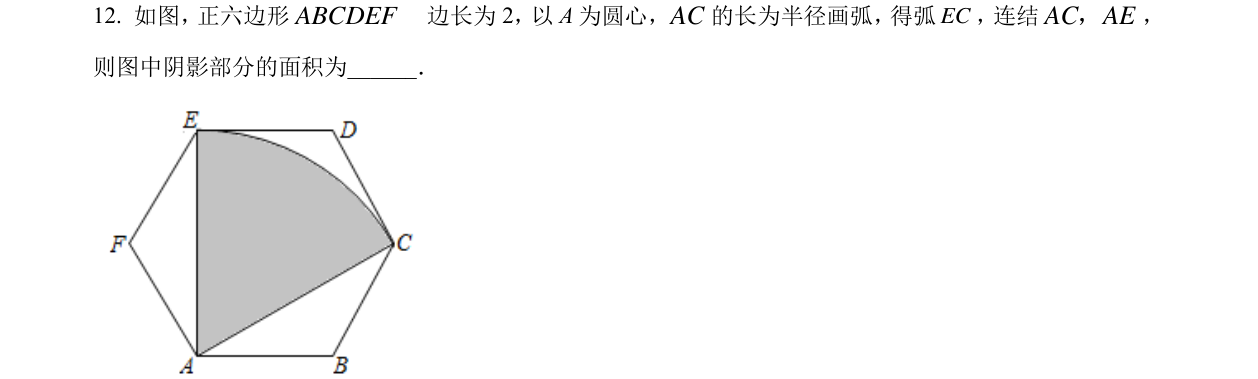 12. 如图，正六边形 ABCDEF 边长为 2，以 A 为圆心，AC 的长为半径画弧，得弧 EC，连结 AC，AE，
则图中阴影部分的面积为______．
E
D
F
C
A
B